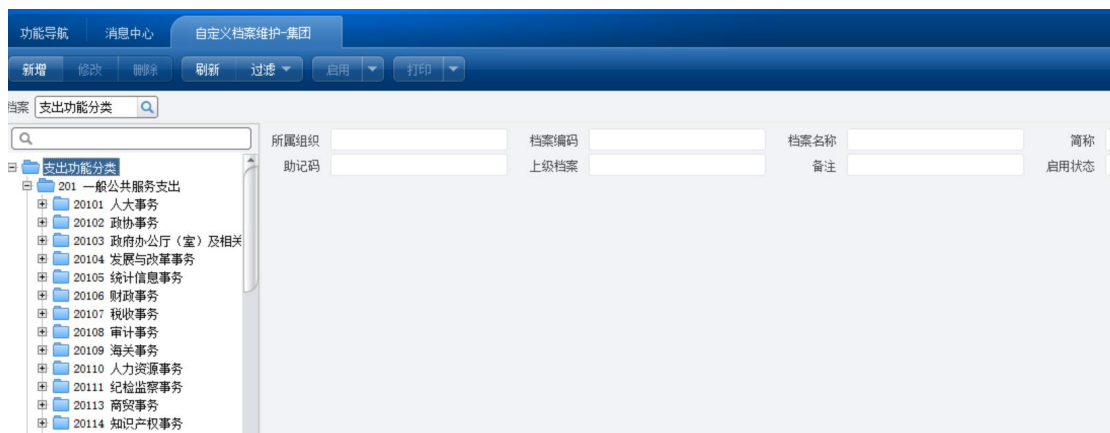 功能导航 消息中心 自定义档案维护-集团
新增 修改 删除 刷新 过滤 启用 打印
档案 支出功能分类
所属组织 档案编码 档案名称 简称
助记码 上级档案 备注 启用状态
支出功能分类
201 一般公共服务支出
20101 人大事务
20102 政协事务
20103 政府办公厅（室）及相关
20104 发展与改革事务
20105 统计信息事务
20106 财政事务
20107 税收事务
20108 审计事务
20109 海关事务
20110 人力资源事务
20111 纪检监察事务
20113 商贸事务
20114 知识产权事务